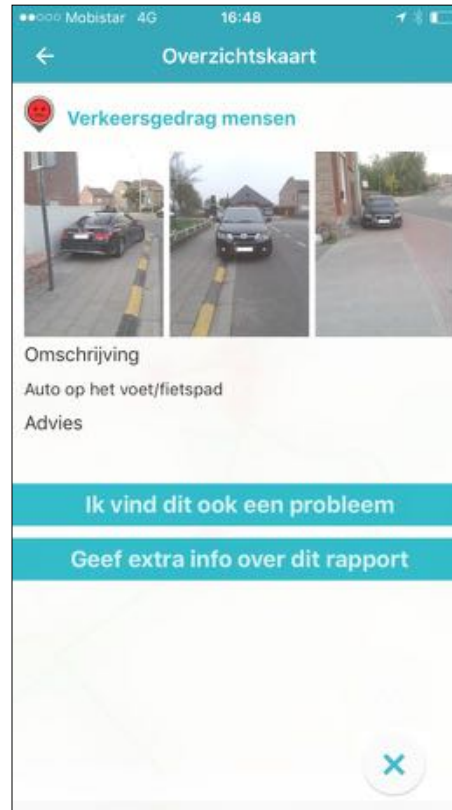 Mobistar 4G 16:48
Overzichtskaart
Verkeersgedrag mensen
Omschrijving
Auto op het voet/fietspad
Advies
Ik vind dit ook een probleem
Geef extra info over dit rapport